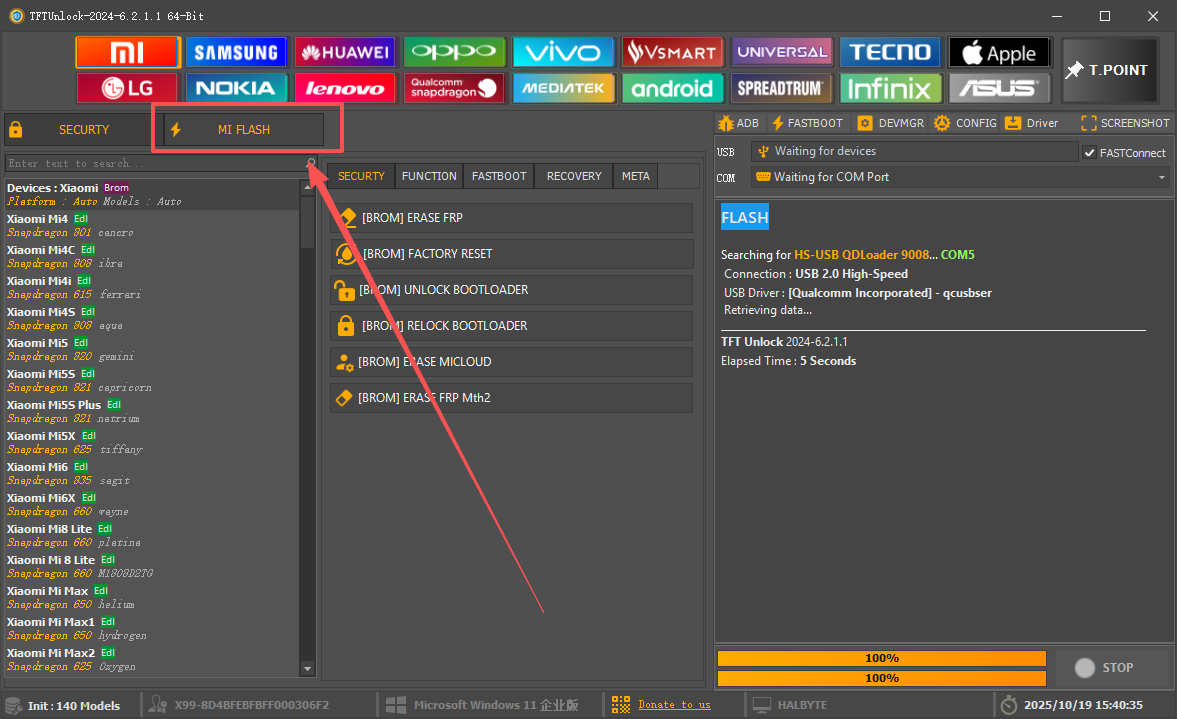 TFTUnlock-2024-6.2.1.1 64-Bit
MI
SAMSUNG
HUAWEI
OPPO
VIVO
VSMART
UNIVERSAL
TECNO
Apple
T.POINT
LG
NOKIA
lenovo
Qualcomm
snapdragon
MEDIATEK
android
SPREADTRUM
Infinix
ASUS
SECURTY
MI FLASH
Enter text to search...
Devices : Xiaomi Brom
Platform : Auto Models : Auto
Xiaomi Mi4 Edl
Snapdragon 801 cancro
Xiaomi Mi4C Edl
Snapdragon 808 libra
Xiaomi Mi4i Edl
Snapdragon 615 ferrari
Xiaomi Mi4S Edl
Snapdragon 808 aqua
Xiaomi Mi5 Edl
Snapdragon 820 gemini
Xiaomi Mi5S Edl
Snapdragon 821 capricorn
Xiaomi Mi5S Plus Edl
Snapdragon 821 natrium
Xiaomi Mi5X Edl
Snapdragon 625 tiffany
Xiaomi Mi6 Edl
Snapdragon 835 sagit
Xiaomi Mi6X Edl
Snapdragon 660 wayne
Xiaomi Mi8 Lite Edl
Snapdragon 660 platina
Xiaomi Mi 8 Lite Edl
Snapdragon 660 M1808D2TG
Xiaomi Mi Max Edl
Snapdragon 650 helium
Xiaomi Mi Max1 Edl
Snapdragon 650 hydrogen
Xiaomi Mi Max2 Edl
Snapdragon 625 Oxygen
SECURTY
FUNCTION
FASTBOOT
RECOVERY
META
[BROM] ERASE FRP
[BROM] FACTORY RESET
[BROM] UNLOCK BOOTLOADER
[BROM] RELOCK BOOTLOADER
[BROM] ERASE MICLOUD
[BROM] ERASE FRP Mth2
ADB
FASTBOOT
DEVMGR
CONFIG
Driver
SCREENSHOT
USB
Waiting for devices
FASTConnect
COM
Waiting for COM Port
FLASH
Searching for HS-USB QDLoader 9008... COM5
Connection : USB 2.0 High-Speed
USB Driver : [Qualcomm Incorporated] - qcusbser
Retrieving data...
TFT Unlock 2024-6.2.1.1
Elapsed Time : 5 Seconds
100%
100%
STOP
Init : 140 Models
X99-8D4BFEBFBFF000306F2
Microsoft Windows 11 企业版
Donate to us
HALBYTE
2025/10/19 15:40:35